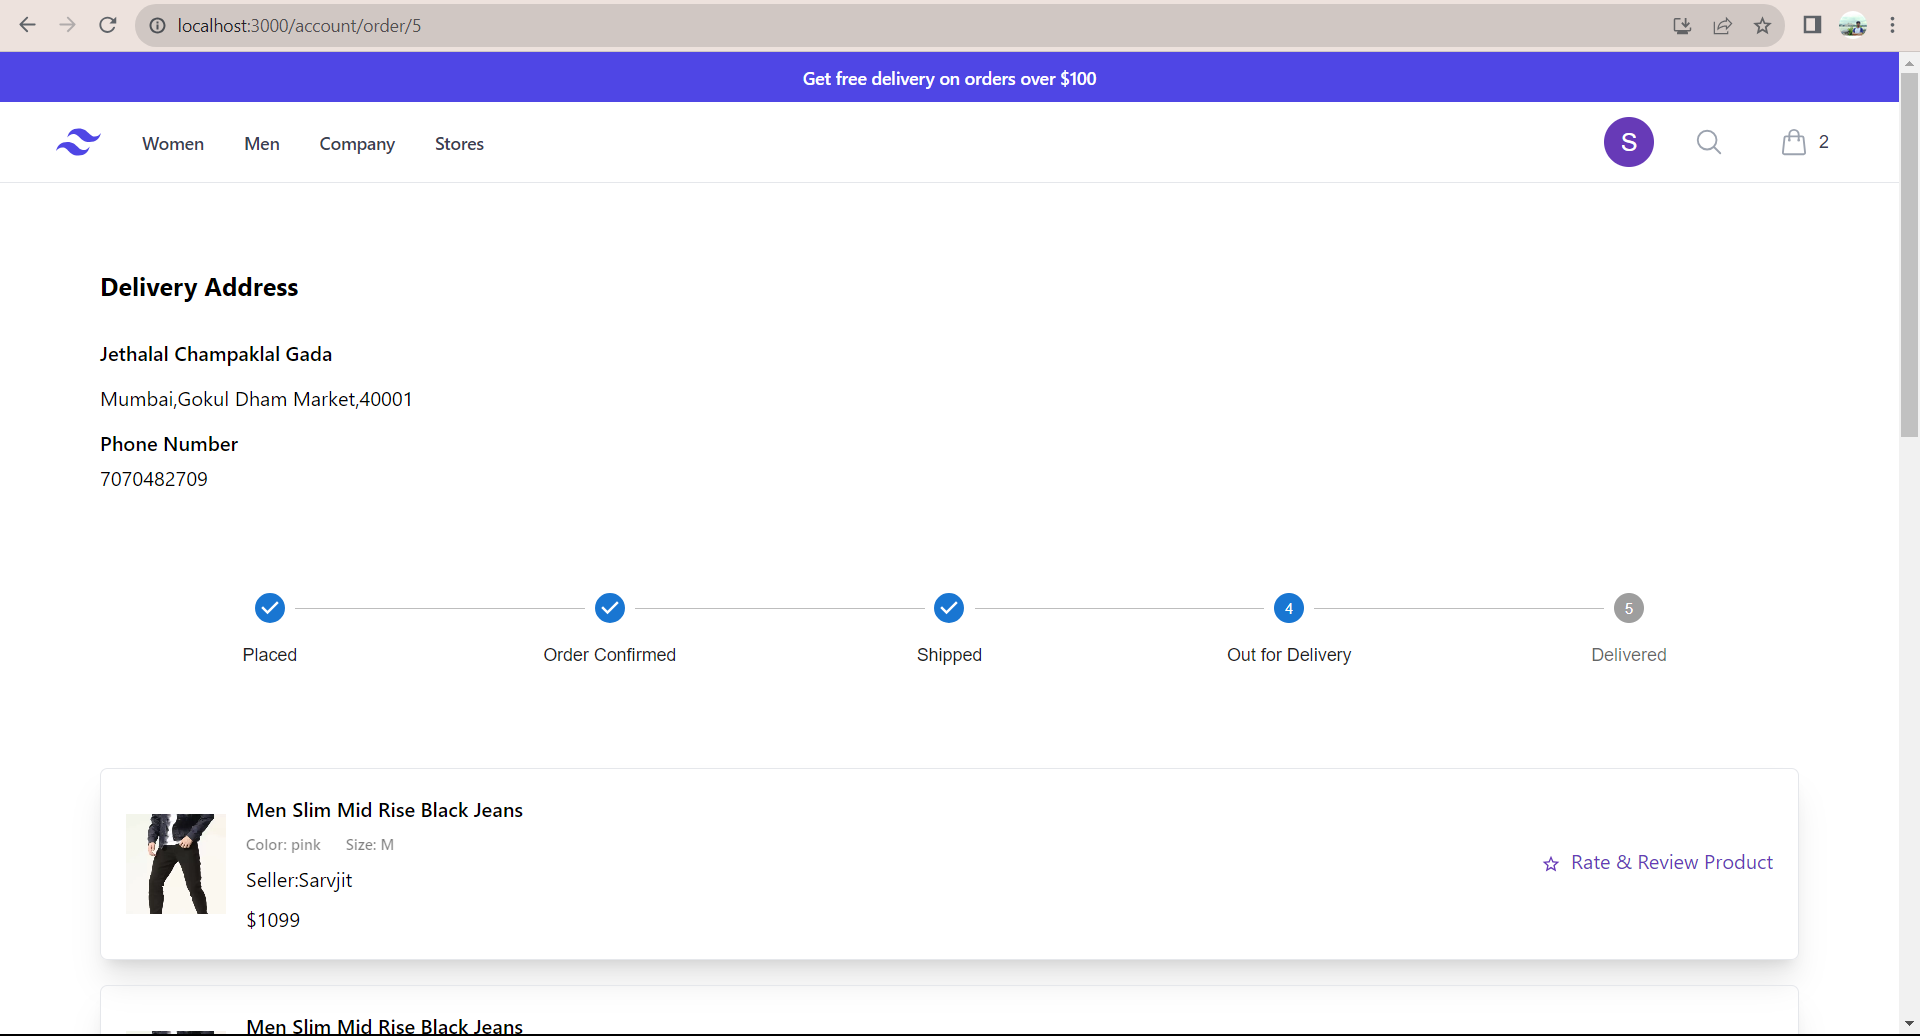 localhost:3000/account/order/5
Get free delivery on orders over $100
Women Men Company Stores S 2
Delivery Address
Jethalal Champaklal Gada
Mumbai,Gokul Dham Market,40001
Phone Number
7070482709
4 5
Placed Order Confirmed Shipped Out for Delivery Delivered
Men Slim Mid Rise Black Jeans
Color: pink Size: M
Seller:Sarvjit
Rate & Review Product
$1099
Men Slim Mid Rise Black Jeans